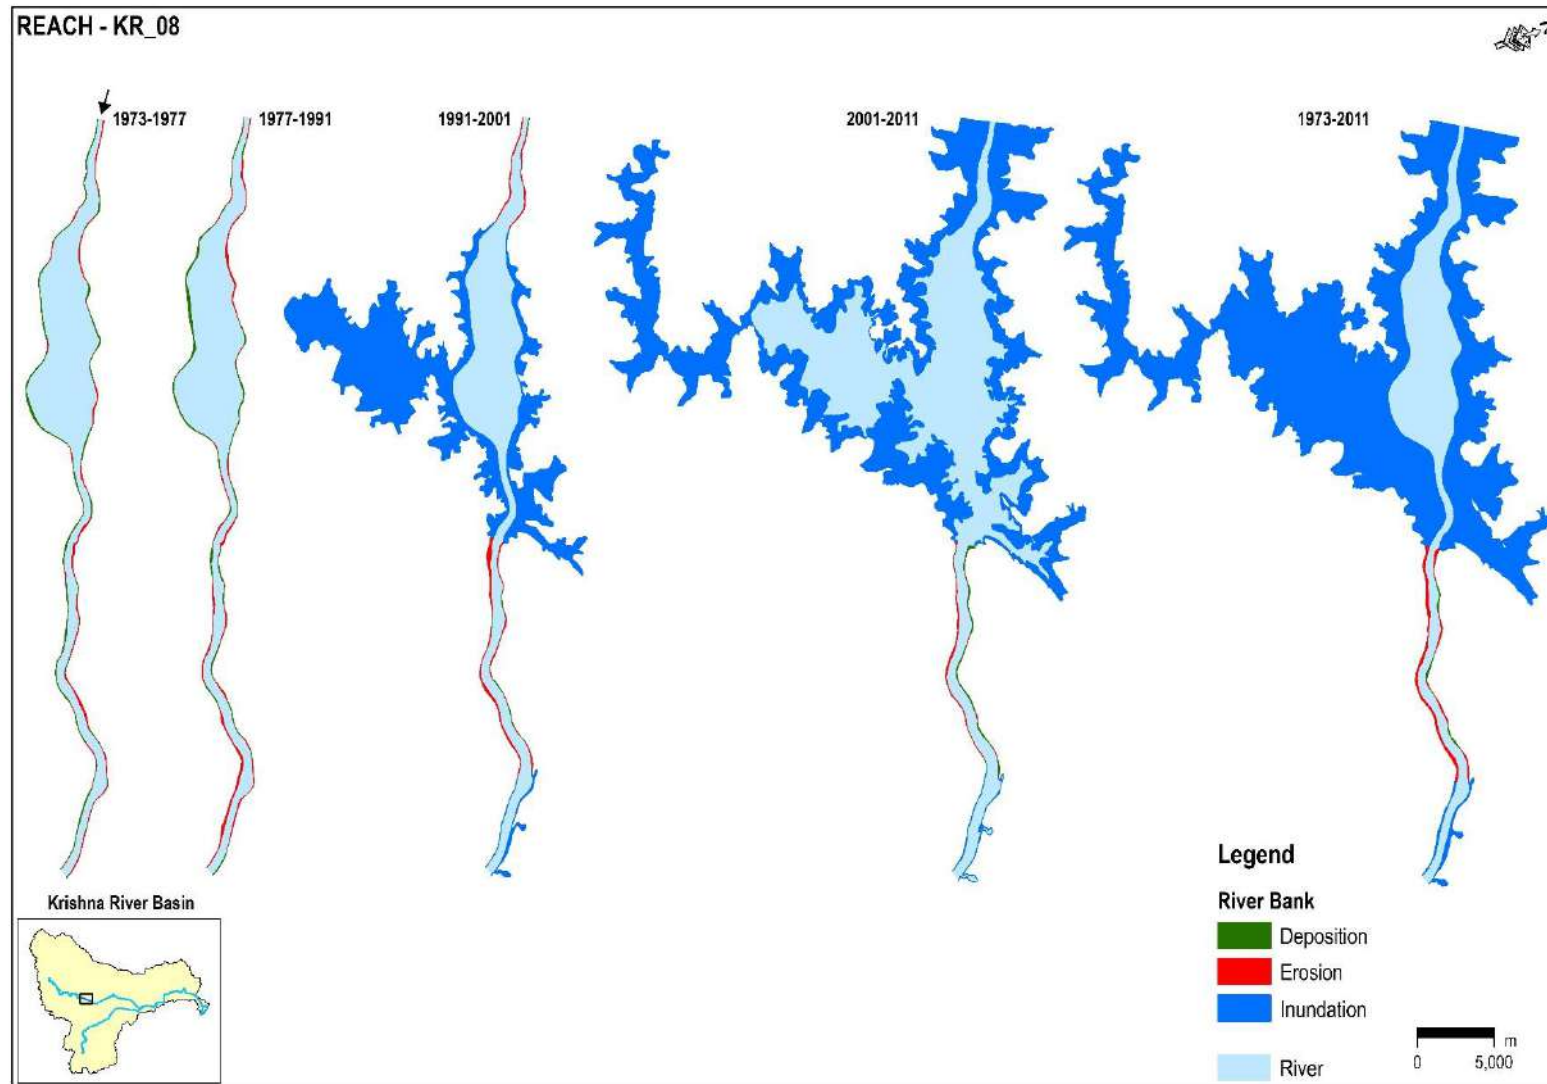 REACH - KR_08
1973-1977
1977-1991
1991-2001
2001-2011
1973-2011
Krishna River Basin
Legend
River Bank
Deposition
Erosion
Inundation
River
m
0 5,000